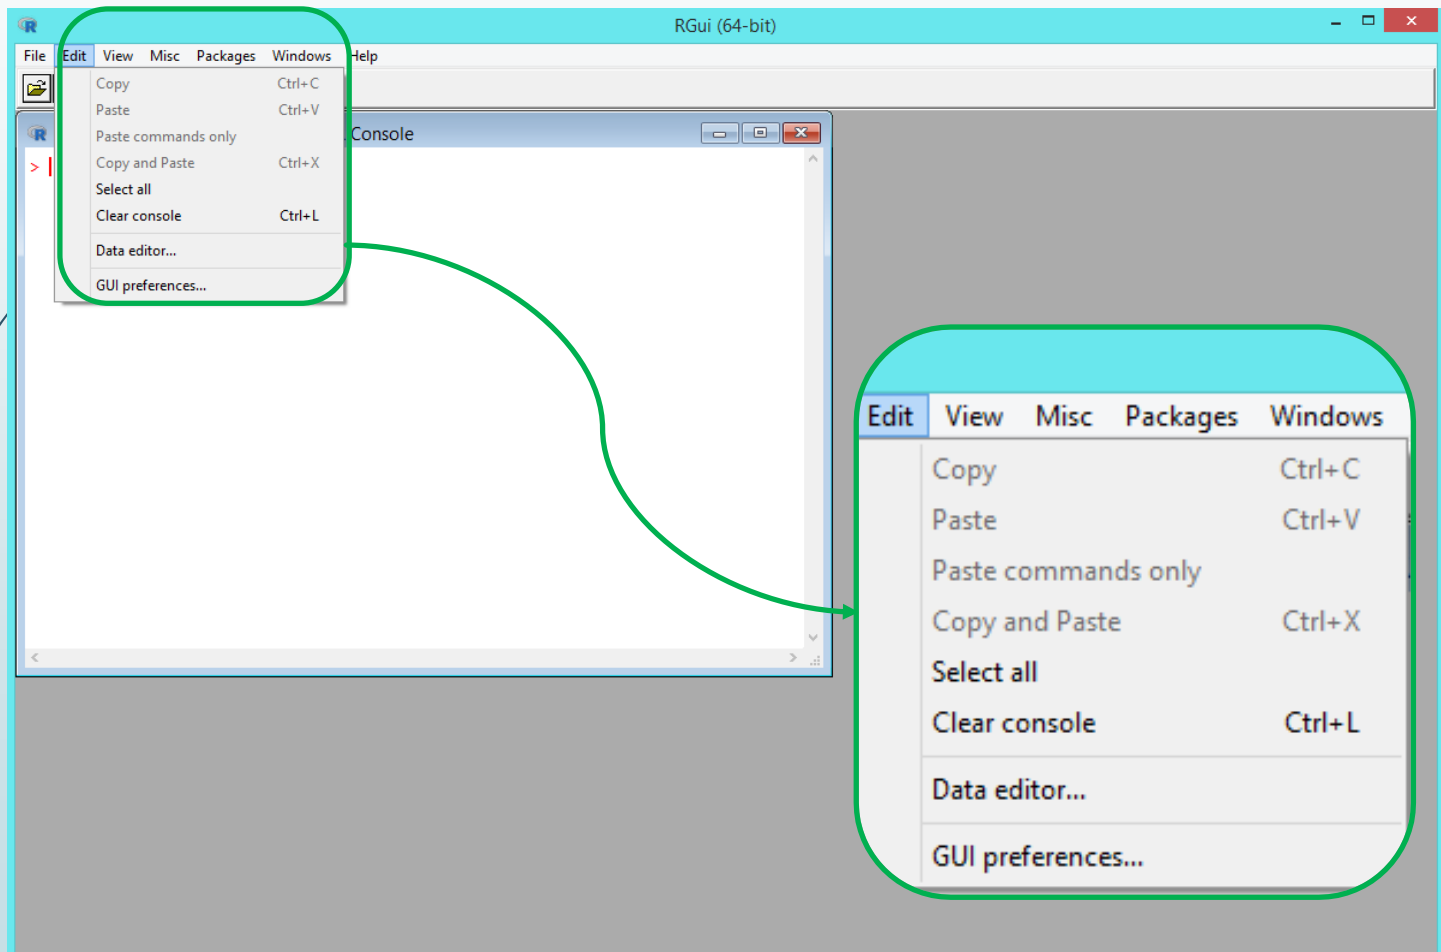 RGui (64-bit)
File Edit View Misc Packages Windows Help
Copy Ctrl+C
Paste Ctrl+V
Paste commands only
Copy and Paste Ctrl+X
Select all
Clear console Ctrl+L
Data editor...
GUI preferences...
Console
>
Edit View Misc Packages Windows
Copy Ctrl+C
Paste Ctrl+V
Paste commands only
Copy and Paste Ctrl+X
Select all
Clear console Ctrl+L
Data editor...
GUI preferences...